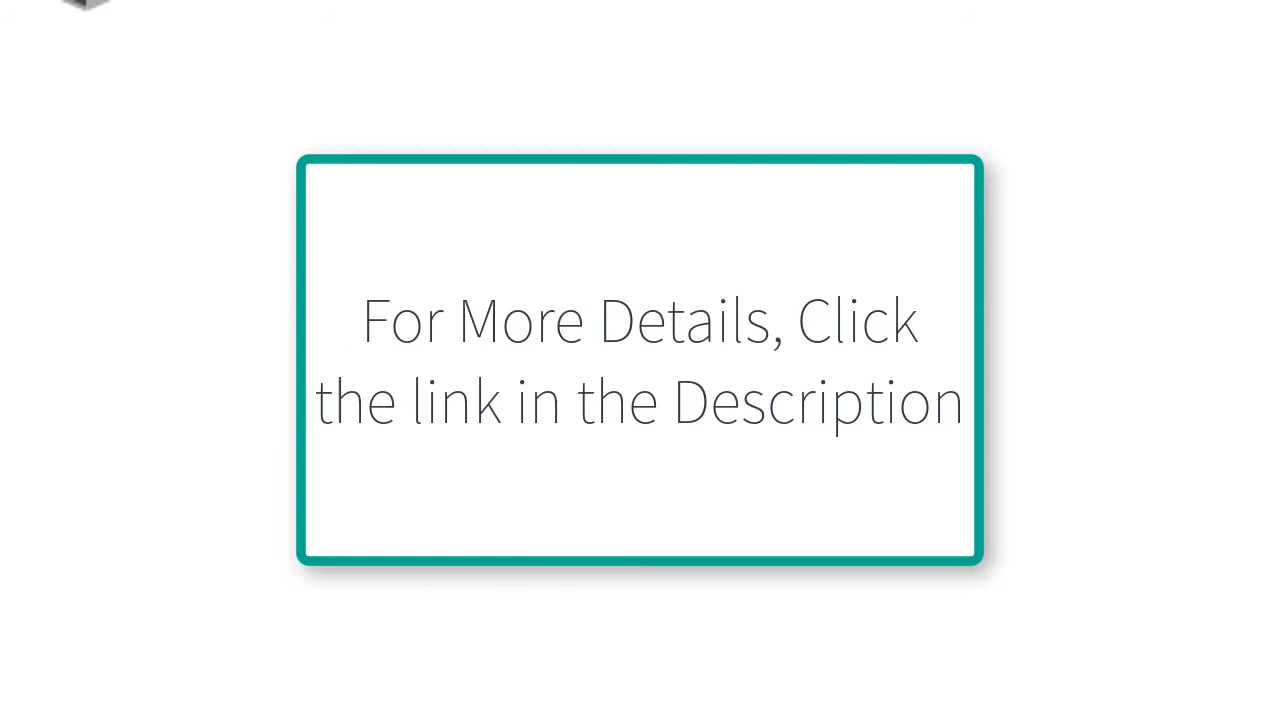 For More Details, Click
the link in the Description